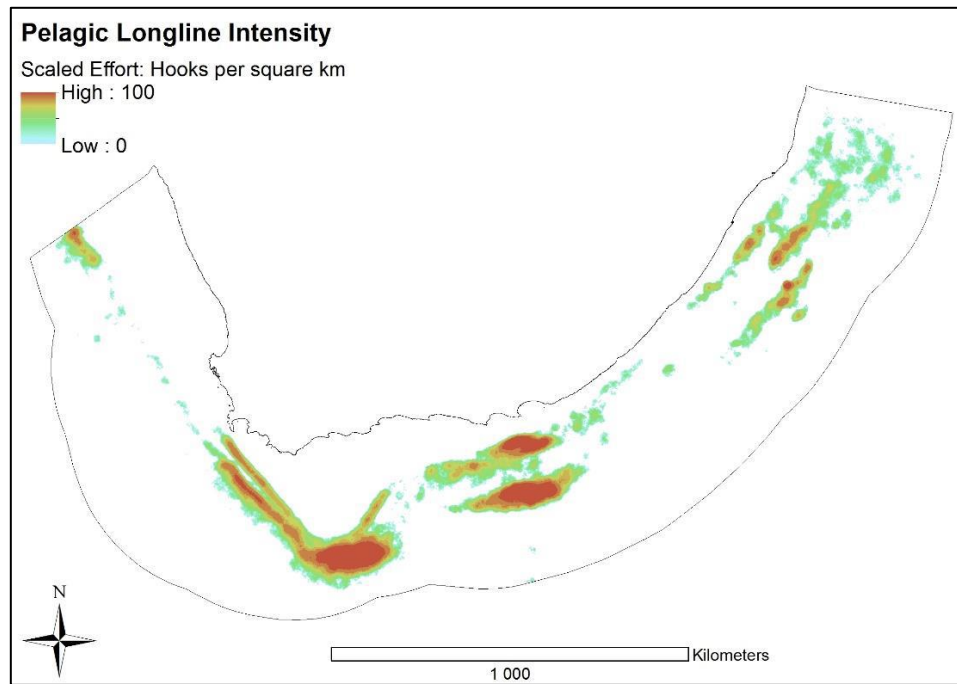 Pelagic Longline Intensity
Scaled Effort: Hooks per square km
High : 100
Low : 0
N
Kilometers
1 000